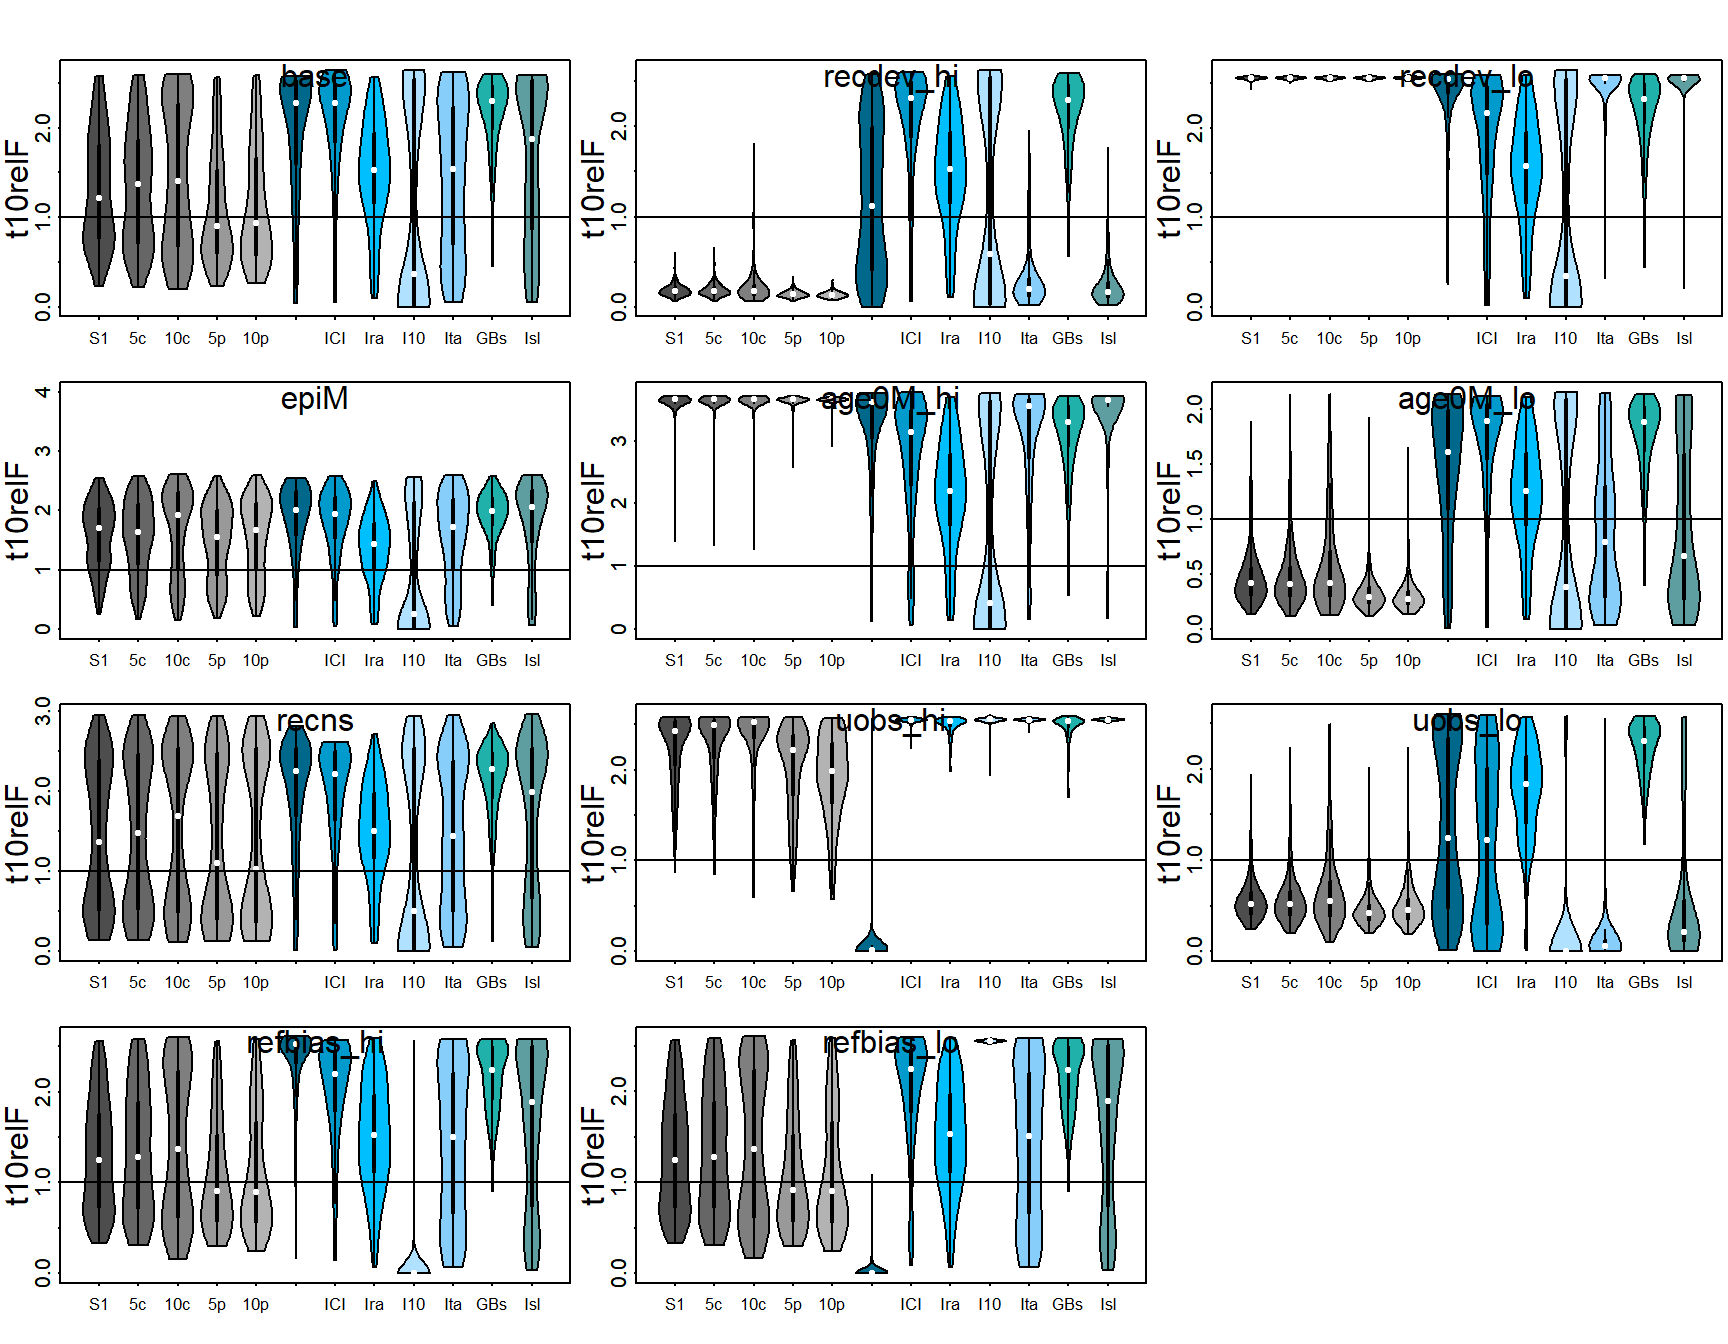 base
t10relF
0.0 1.0 2.0
S1 5c 10c 5p 10p ICI Ira I10 Ita GBs Isl
recdev_hi
t10relF
0.0 1.0 2.0
S1 5c 10c 5p 10p ICI Ira I10 Ita GBs Isl
recdev_lo
t10relF
0.0 1.0 2.0
S1 5c 10c 5p 10p ICI Ira I10 Ita GBs Isl
epiM
t10relF
0 1 2 3 4
S1 5c 10c 5p 10p ICI Ira I10 Ita GBs Isl
age0M_hi
t10relF
0 1 2 3
S1 5c 10c 5p 10p ICI Ira I10 Ita GBs Isl
age0M_lo
t10relF
0.0 0.5 1.0 1.5 2.0
S1 5c 10c 5p 10p ICI Ira I10 Ita GBs Isl
recns
t10relF
0.0 1.0 2.0 3.0
S1 5c 10c 5p 10p ICI Ira I10 Ita GBs Isl
uobs_hi
t10relF
0.0 1.0 2.0
S1 5c 10c 5p 10p ICI Ira I10 Ita GBs Isl
uobs_lo
t10relF
0.0 1.0 2.0
S1 5c 10c 5p 10p ICI Ira I10 Ita GBs Isl
refbias_hi
t10relF
0.0 1.0 2.0
S1 5c 10c 5p 10p ICI Ira I10 Ita GBs Isl
refbias_lo
t10relF
0.0 1.0 2.0
S1 5c 10c 5p 10p ICI Ira I10 Ita GBs Isl